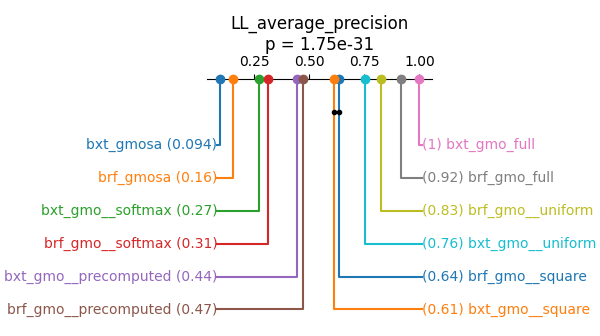 LL_average_precision
p = 1.75e-31
0.25 0.50 0.75 1.00
bxt_gmosa (0.094)
brf_gmosa (0.16)
bxt_gmo__softmax (0.27)
brf_gmo__softmax (0.31)
bxt_gmo__precomputed (0.44)
brf_gmo__precomputed (0.47)
(1) bxt_gmo_full
(0.92) brf_gmo_full
(0.83) brf_gmo__uniform
(0.76) bxt_gmo__uniform
(0.64) brf_gmo__square
(0.61) bxt_gmo__square